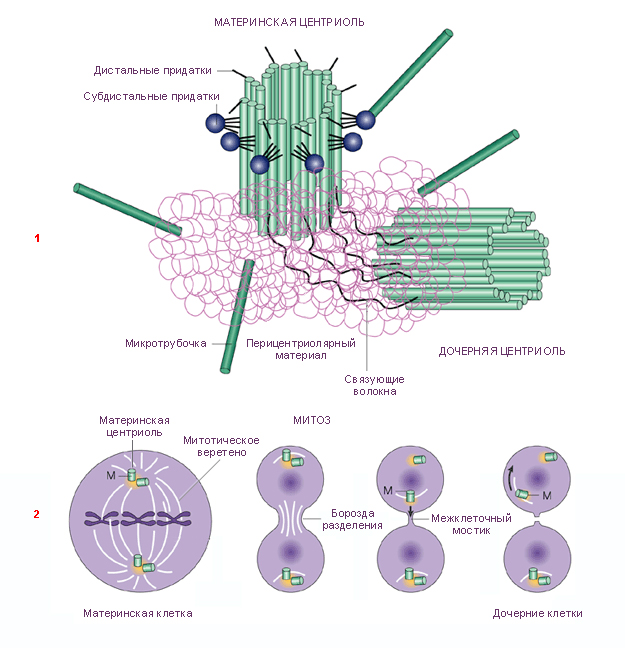 МАТЕРИНСКАЯ ЦЕНТРИОЛЬ
Дистальные придатки
Субдистальные придатки
1
Микротрубочка
Перицентриолярный
материал
ДОЧЕРНЯЯ ЦЕНТРИОЛЬ
Связующие
волокна
Материнская
центриоль
МИТОЗ
Митотическое
веретено
М
М
М
2
Борозда
разделения
Межклеточный
мостик
Материнская клетка
Дочерние клетки